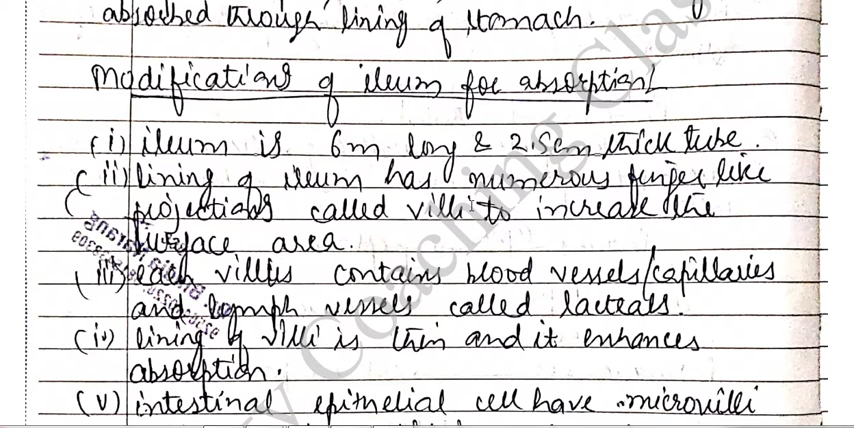 absorbed through lining of stomach.
Modifications of ileum for absorption
(i) ileum is 6m long & 2.5cm thick tube.
(ii) lining of ileum has numerous finger like
projections called villi to increase the
surface area.
(iii) each villus contains blood vessels/capillaries
and lymph vessels called lacteals.
(iv) lining of villi is thin and it enhances
absorption.
(v) intestinal epithelial cell have microvilli
Coaching Class